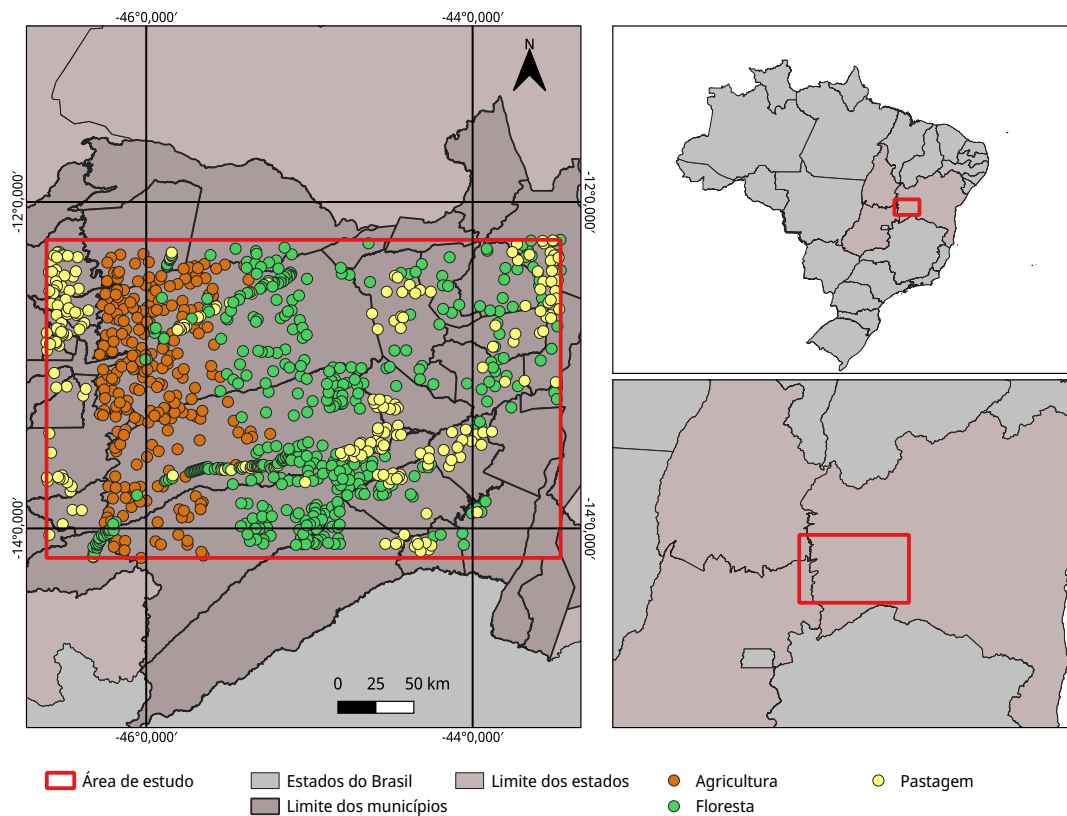 -46°0,000′ -44°0,000′
N
-12°0,000′ -12°0,000′
-14°0,000′ -14°0,000′
0 25 50 km
-46°0,000′ -44°0,000′
Área de estudo Estados do Brasil Limite dos estados Agricultura Pastagem
Limite dos municípios Floresta